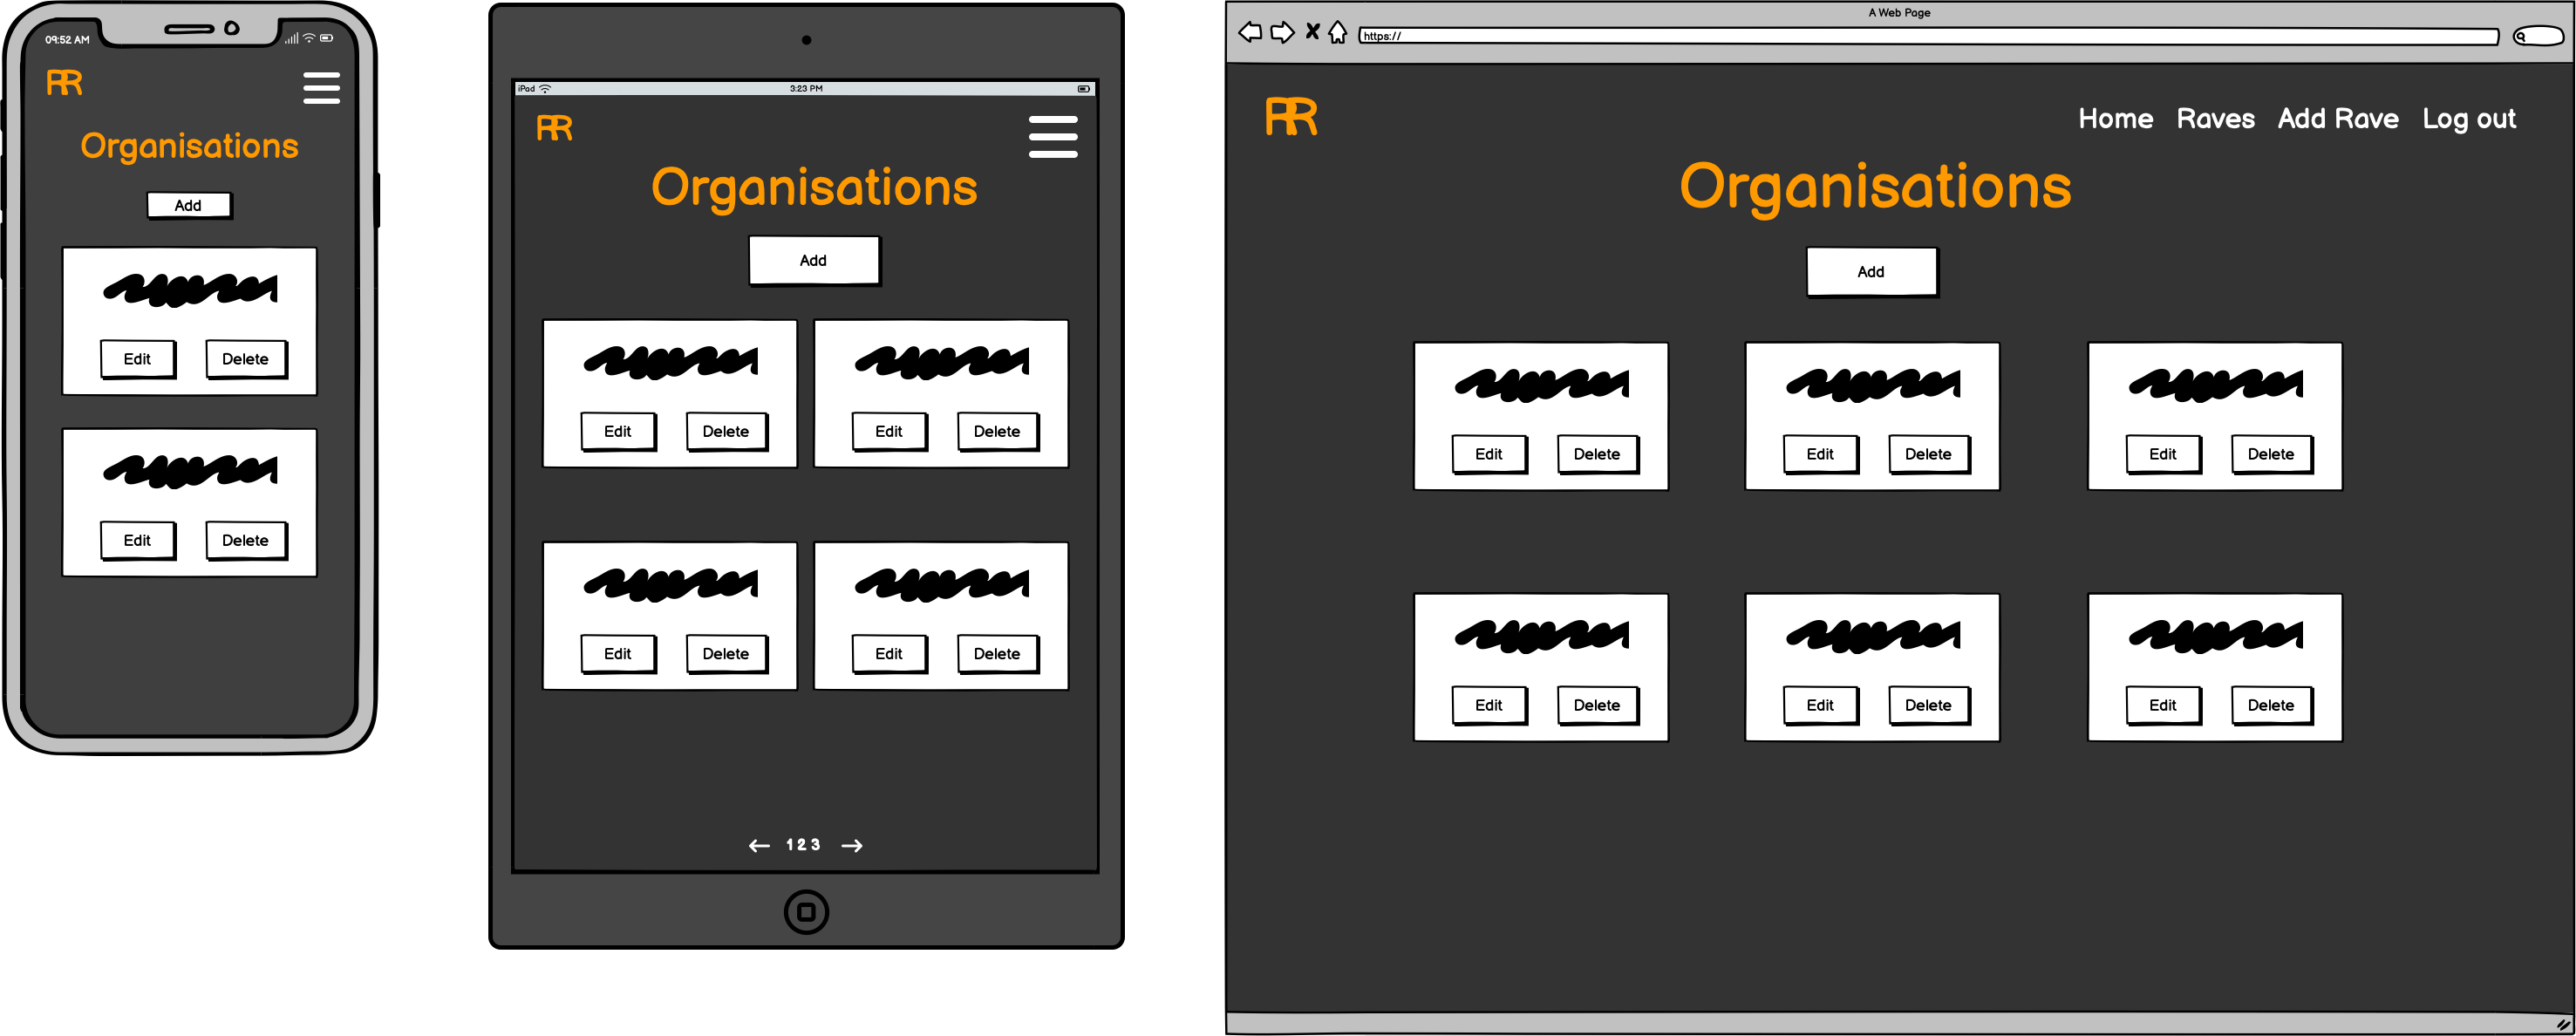 09:52 AM
RR
Organisations
Add
Edit Delete
Edit Delete
iPad 3:23 PM
RR
Organisations
Add
Edit Delete Edit Delete
Edit Delete Edit Delete
1 2 3
A Web Page
https://
RR Home Raves Add Rave Log out
Organisations
Add
Edit Delete Edit Delete Edit Delete
Edit Delete Edit Delete Edit Delete